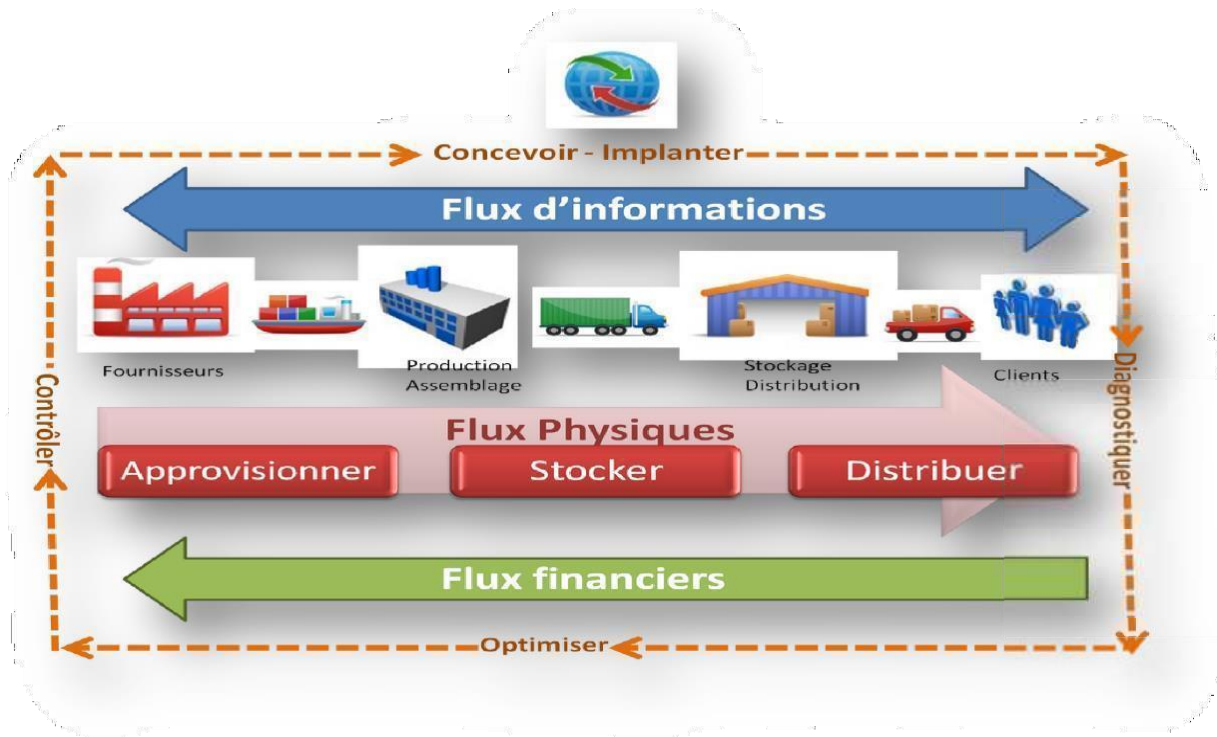 Concevoir - Implanter
Flux d’informations
Fournisseurs
Production
Assemblage
Stockage
Distribution
Clients
Contrôler
Diagnostiquer
Flux Physiques
Approvisionner
Stocker
Distribuer
Flux financiers
Optimiser